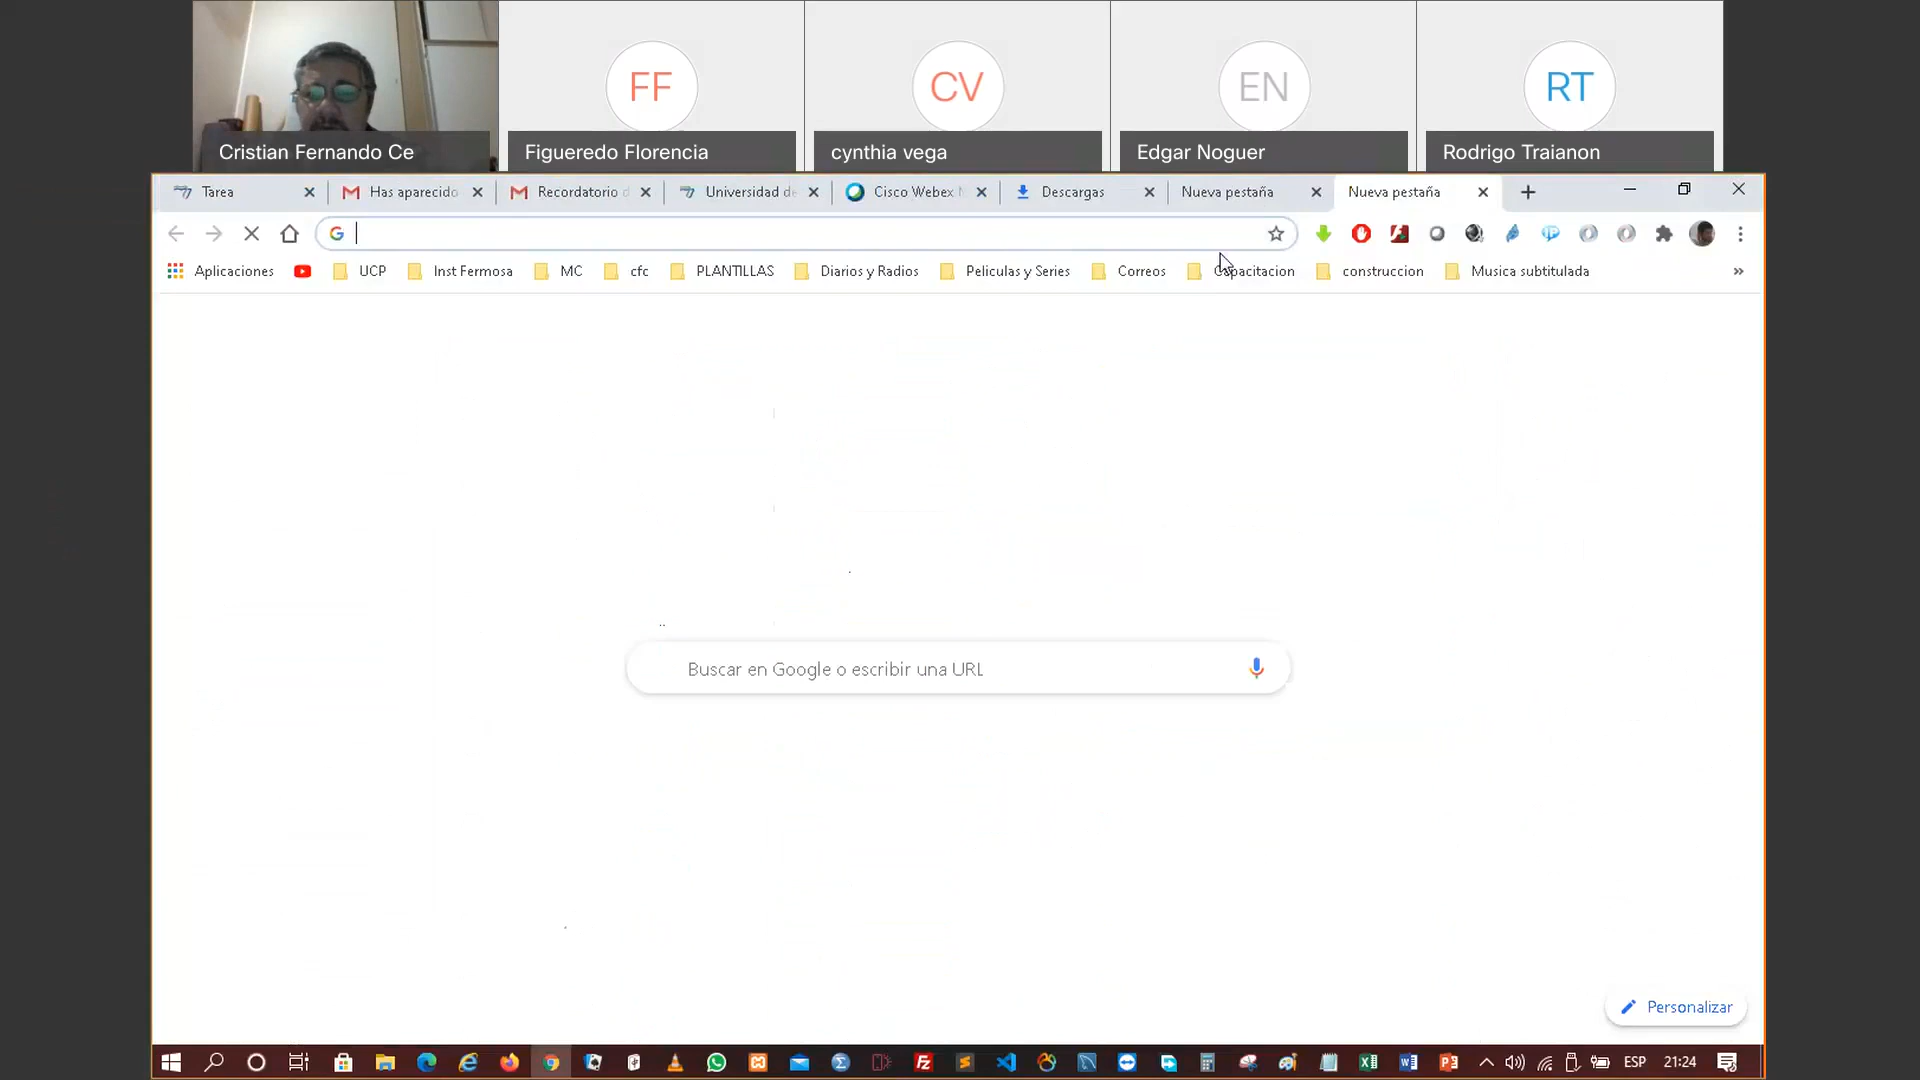 FF
CV
EN
RT
Cristian Fernando Ce
Figueredo Florencia
cynthia vega
Edgar Noguer
Rodrigo Traianon
Tarea
Has aparecido
Recordatorio d
Universidad de
Cisco Webex M
Descargas
Nueva pestaña
Nueva pestaña
Aplicaciones
UCP
Inst Fermosa
MC
cfc
PLANTILLAS
Diarios y Radios
Peliculas y Series
Correos
Capacitacion
construccion
Musica subtitulada
»
Buscar en Google o escribir una URL
Personalizar
ESP
21:24